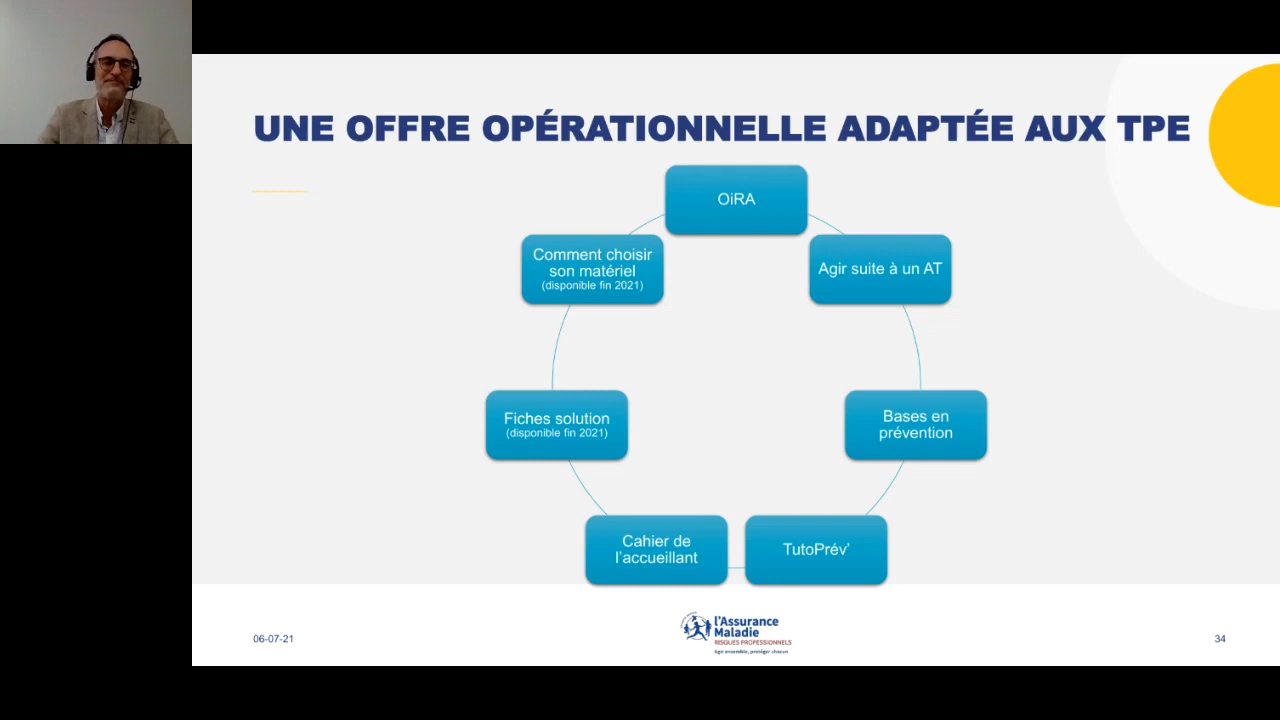 UNE OFFRE OPÉRATIONNELLE ADAPTÉE AUX TPE
OiRA
Agir suite à un AT
Bases en
prévention
TutoPrév'
Cahier de
l'accueillant
Fiches solution
(disponible fin 2021)
Comment choisir
son matériel
(disponible fin 2021)
06-07-21
l'Assurance
Maladie
RISQUES PROFESSIONNELS
Agir ensemble, protéger chacun
34